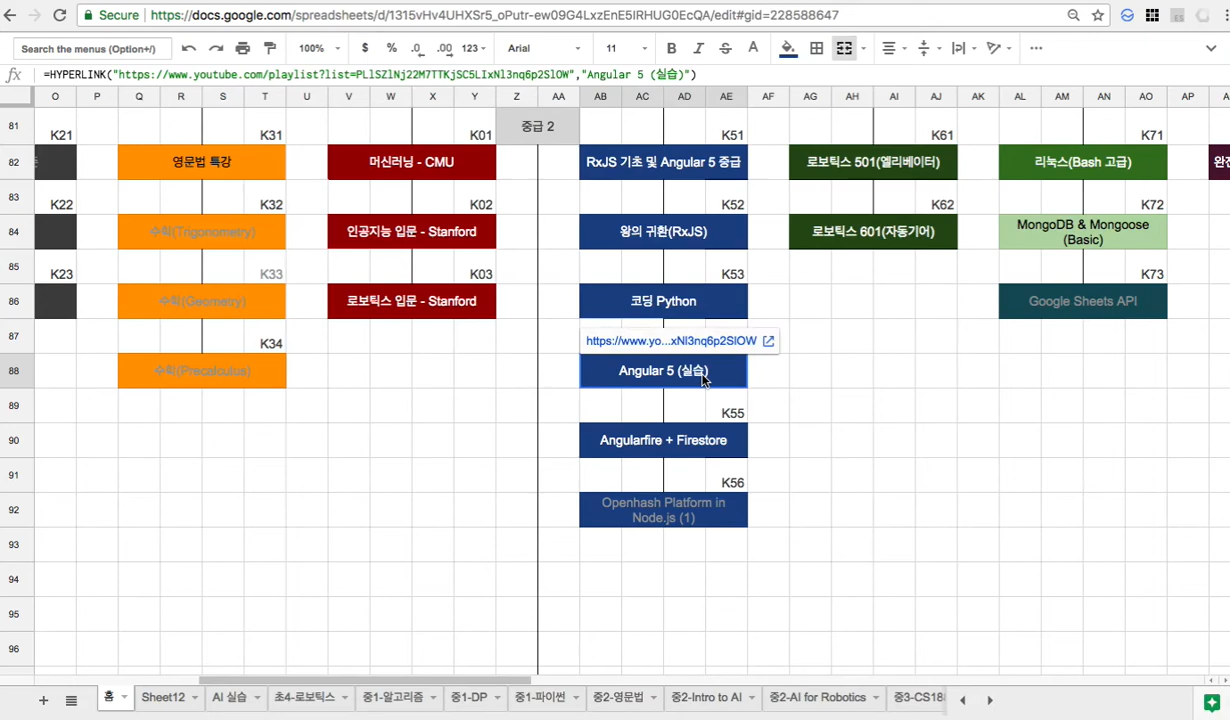 Secure https://docs.google.com/spreadsheets/d/1315vHv4UHXSr5_oPutr-ew09G4LxzEnE5IRHUG0EcQA/edit#gid=228588647
Search the menus (Option+/) 100% $ % .0 .00 123 Arial 11 B I S A
fx =HYPERLINK("https://www.youtube.com/playlist?list=PLlSZlNj22M7TTKjSC5LIxNl3nq6p2SlOW","Angular 5 (실습)")
O P Q R S T U V W X Y Z AA AB AC AD AE AF AG AH AI AJ AK AL AM AN AO AP
81 K21 K31 K01 중급 2 K51 K61 K71
82 영문법 특강 머신러닝 - CMU RxJS 기초 및 Angular 5 중급 로보틱스 501(엘리베이터) 리눅스(Bash 고급) 완전
83 K22 K32 K02 K52 K62 K72
84 수학(Trigonometry) 인공지능 입문 - Stanford 왕의 귀환(RxJS) 로보틱스 601(자동기어) MongoDB & Mongoose
(Basic)
85 K23 K33 K03 K53 K73
86 수학(Geometry) 로보틱스 입문 - Stanford 코딩 Python Google Sheets API
87 K34 https://www.yo...xNl3nq6p2SlOW
88 수학(Precalculus) Angular 5 (실습)
89 K55
90 Angularfire + Firestore
91 K56
92 Openhash Platform in
Node.js (1)
93
94
95
96
홈 Sheet12 AI 실습 초4-로보틱스 중1-알고리즘 중1-DP 중1-파이썬 중2-영문법 중2-Intro to AI 중2-AI for Robotics 중3-CS188